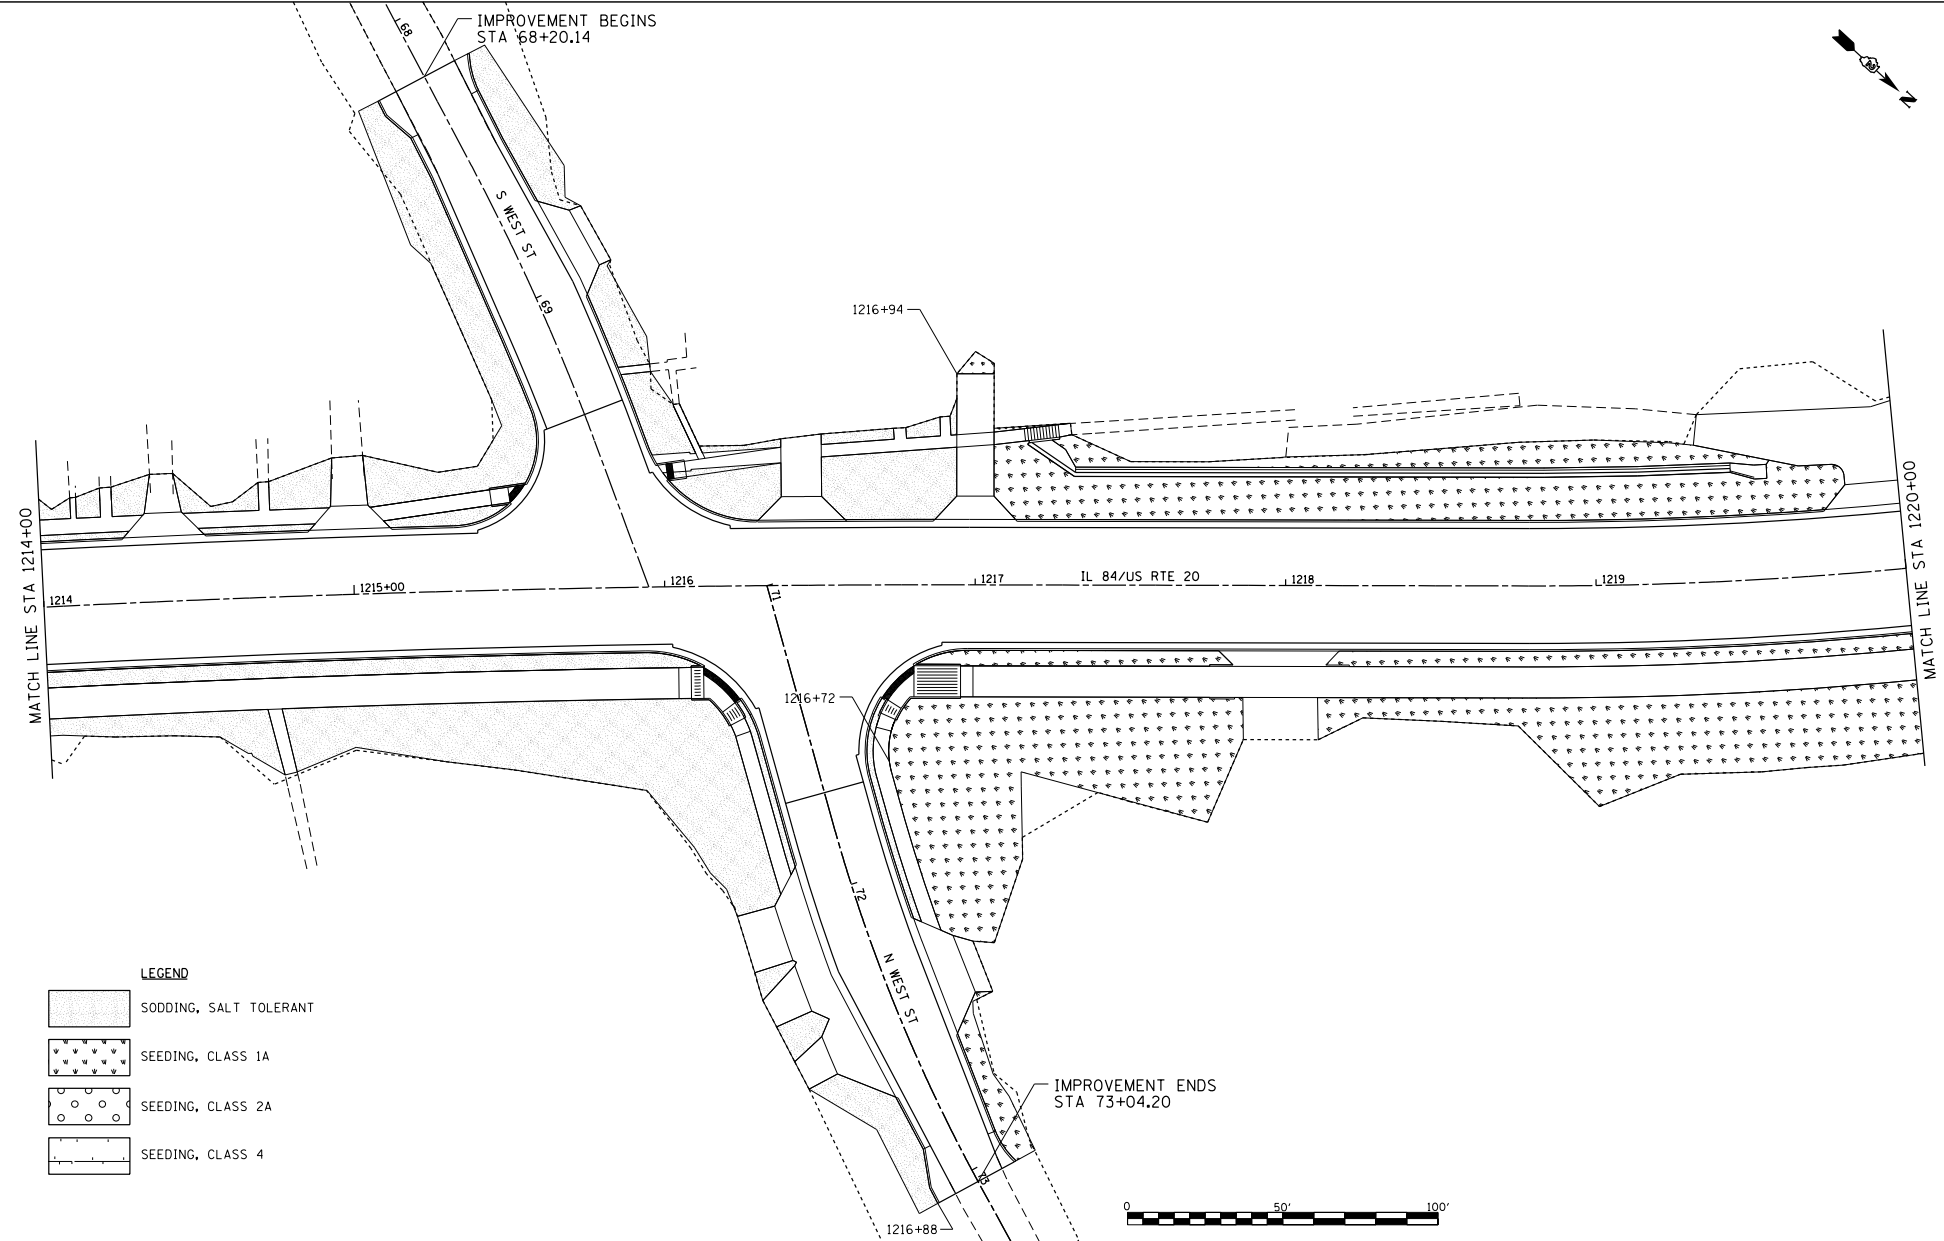 IMPROVEMENT BEGINS
STA 68+20.14
68
N
S WEST ST
69
1216+94
MATCH LINE STA 1214+00
MATCH LINE STA 1220+00
1214
1215+00
1216
1217
IL 84/US RTE 20
1218
1219
71
1216+72
72
N WEST ST
LEGEND
SODDING, SALT TOLERANT
SEEDING, CLASS 1A
SEEDING, CLASS 2A
SEEDING, CLASS 4
IMPROVEMENT ENDS
STA 73+04.20
73
1216+88
0 50' 100'